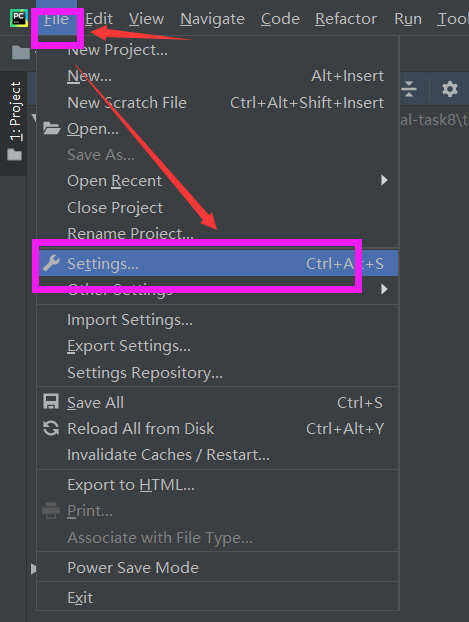 PC File Edit View Navigate Code Refactor Run Tool
New Project...
New... Alt+Insert
New Scratch File Ctrl+Alt+Shift+Insert
Open...
al-task8\t
Save As...
1: Project
Open Recent
Close Project
Rename Project...
Settings... Ctrl+Alt+S
Other Settings
Import Settings...
Export Settings...
Settings Repository...
Save All Ctrl+S
Reload All from Disk Ctrl+Alt+Y
Invalidate Caches / Restart...
Export to HTML...
Print...
Associate with File Type...
Power Save Mode
Exit